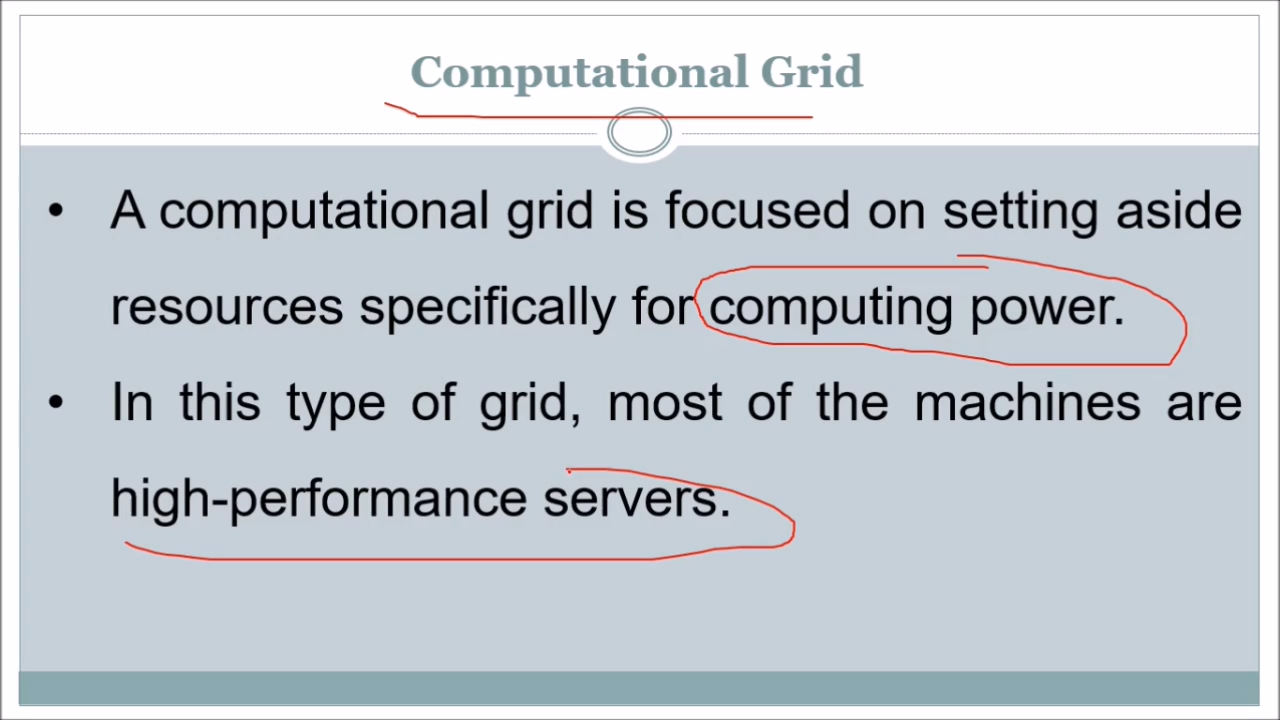 Computational Grid
• A computational grid is focused on setting aside
resources specifically for computing power.
• In this type of grid, most of the machines are
high-performance servers.